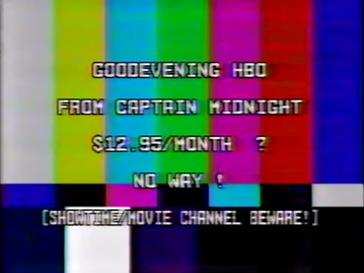 GOODEVENING HBO
FROM CAPTAIN MIDNIGHT
$12.95/MONTH ?
NO WAY !
[SHOWTIME/MOVIE CHANNEL BEWARE!]